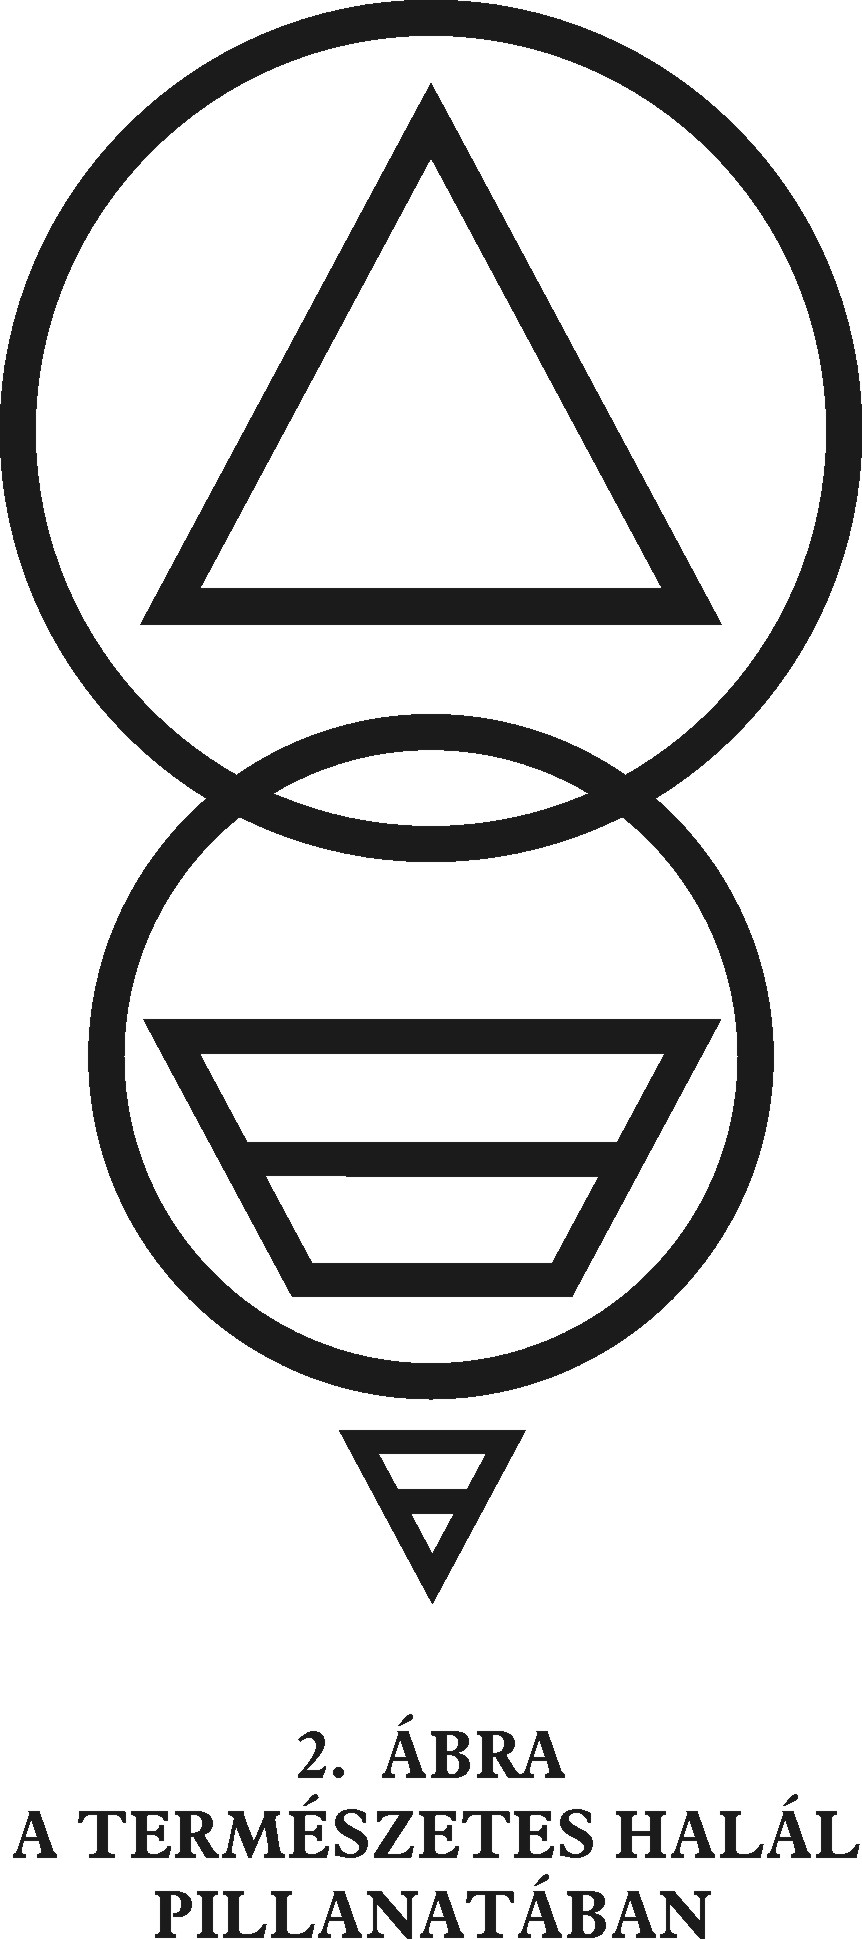 2. ÁBRA
A TERMÉSZETES HALÁL
PILLANATÁBAN